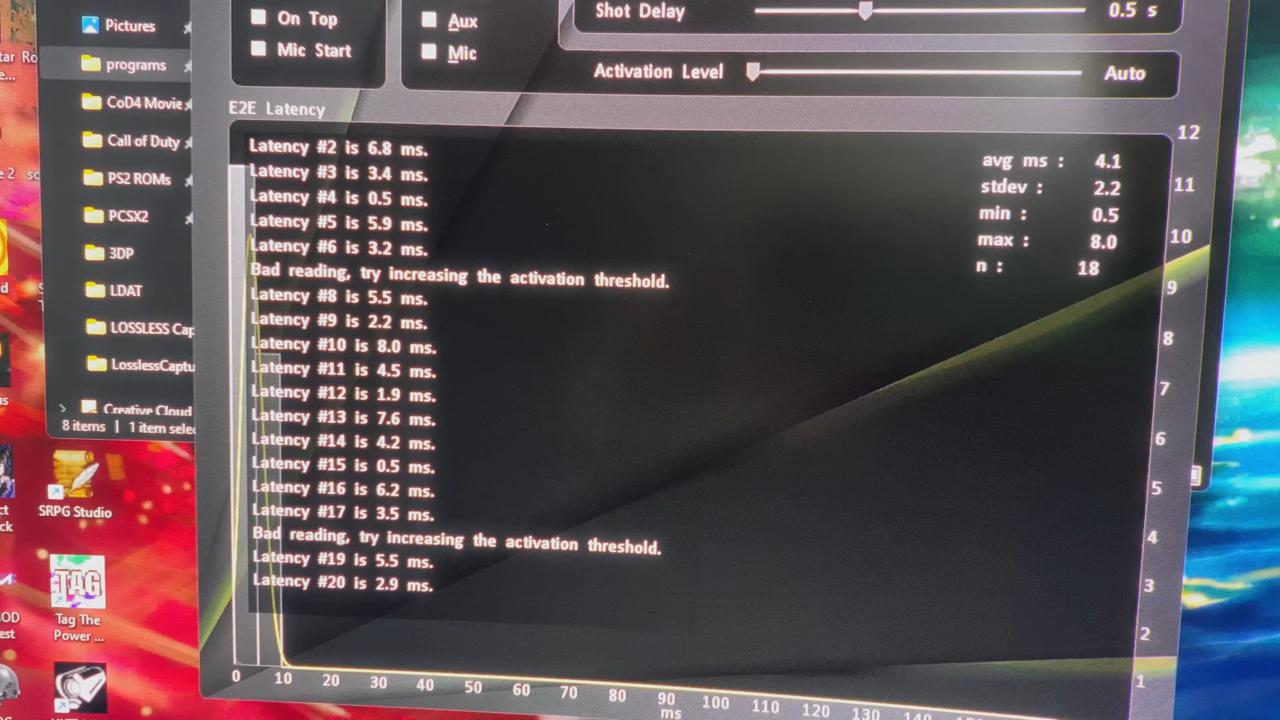 Pictures
programs
CoD4 Movie
Call of Duty
PS2 ROMs
PCSX2
3DP
LDAT
LOSSLESS Cap
LosslessCaptu
Creative Cloud
8 items | 1 item selec
SRPG Studio
TAG
Tag The
Power ...
On Top
Mic Start
Aux
Mic
Shot Delay 0.5 s
Activation Level Auto
E2E Latency
Latency #2 is 6.8 ms.
Latency #3 is 3.4 ms.
Latency #4 is 0.5 ms.
Latency #5 is 5.9 ms.
Latency #6 is 3.2 ms.
Bad reading, try increasing the activation threshold.
Latency #8 is 5.5 ms.
Latency #9 is 2.2 ms.
Latency #10 is 8.0 ms.
Latency #11 is 4.5 ms.
Latency #12 is 1.9 ms.
Latency #13 is 7.6 ms.
Latency #14 is 4.2 ms.
Latency #15 is 0.5 ms.
Latency #16 is 6.2 ms.
Latency #17 is 3.5 ms.
Bad reading, try increasing the activation threshold.
Latency #19 is 5.5 ms.
Latency #20 is 2.9 ms.
avg ms : 4.1
stdev : 2.2
min : 0.5
max : 8.0
n : 18
12
11
10
9
8
7
6
5
4
3
2
1
0 10 20 30 40 50 60 70 80 90 100 110 120 130 140
ms